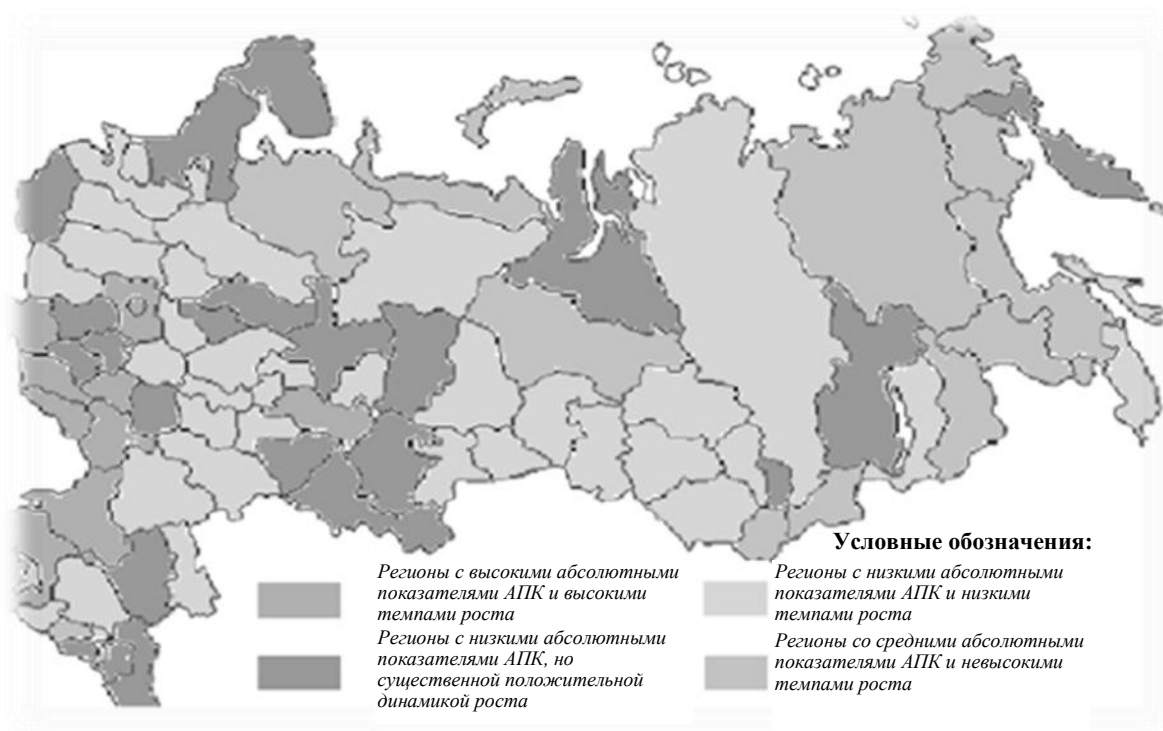 Условные обозначения:
Регионы с высокими абсолютными
показателями АПК и высокими
темпами роста
Регионы с низкими абсолютными
показателями АПК, но
существенной положительной
динамикой роста
Регионы с низкими абсолютными
показателями АПК и низкими
темпами роста
Регионы со средними абсолютными
показателями АПК и невысокими
темпами роста